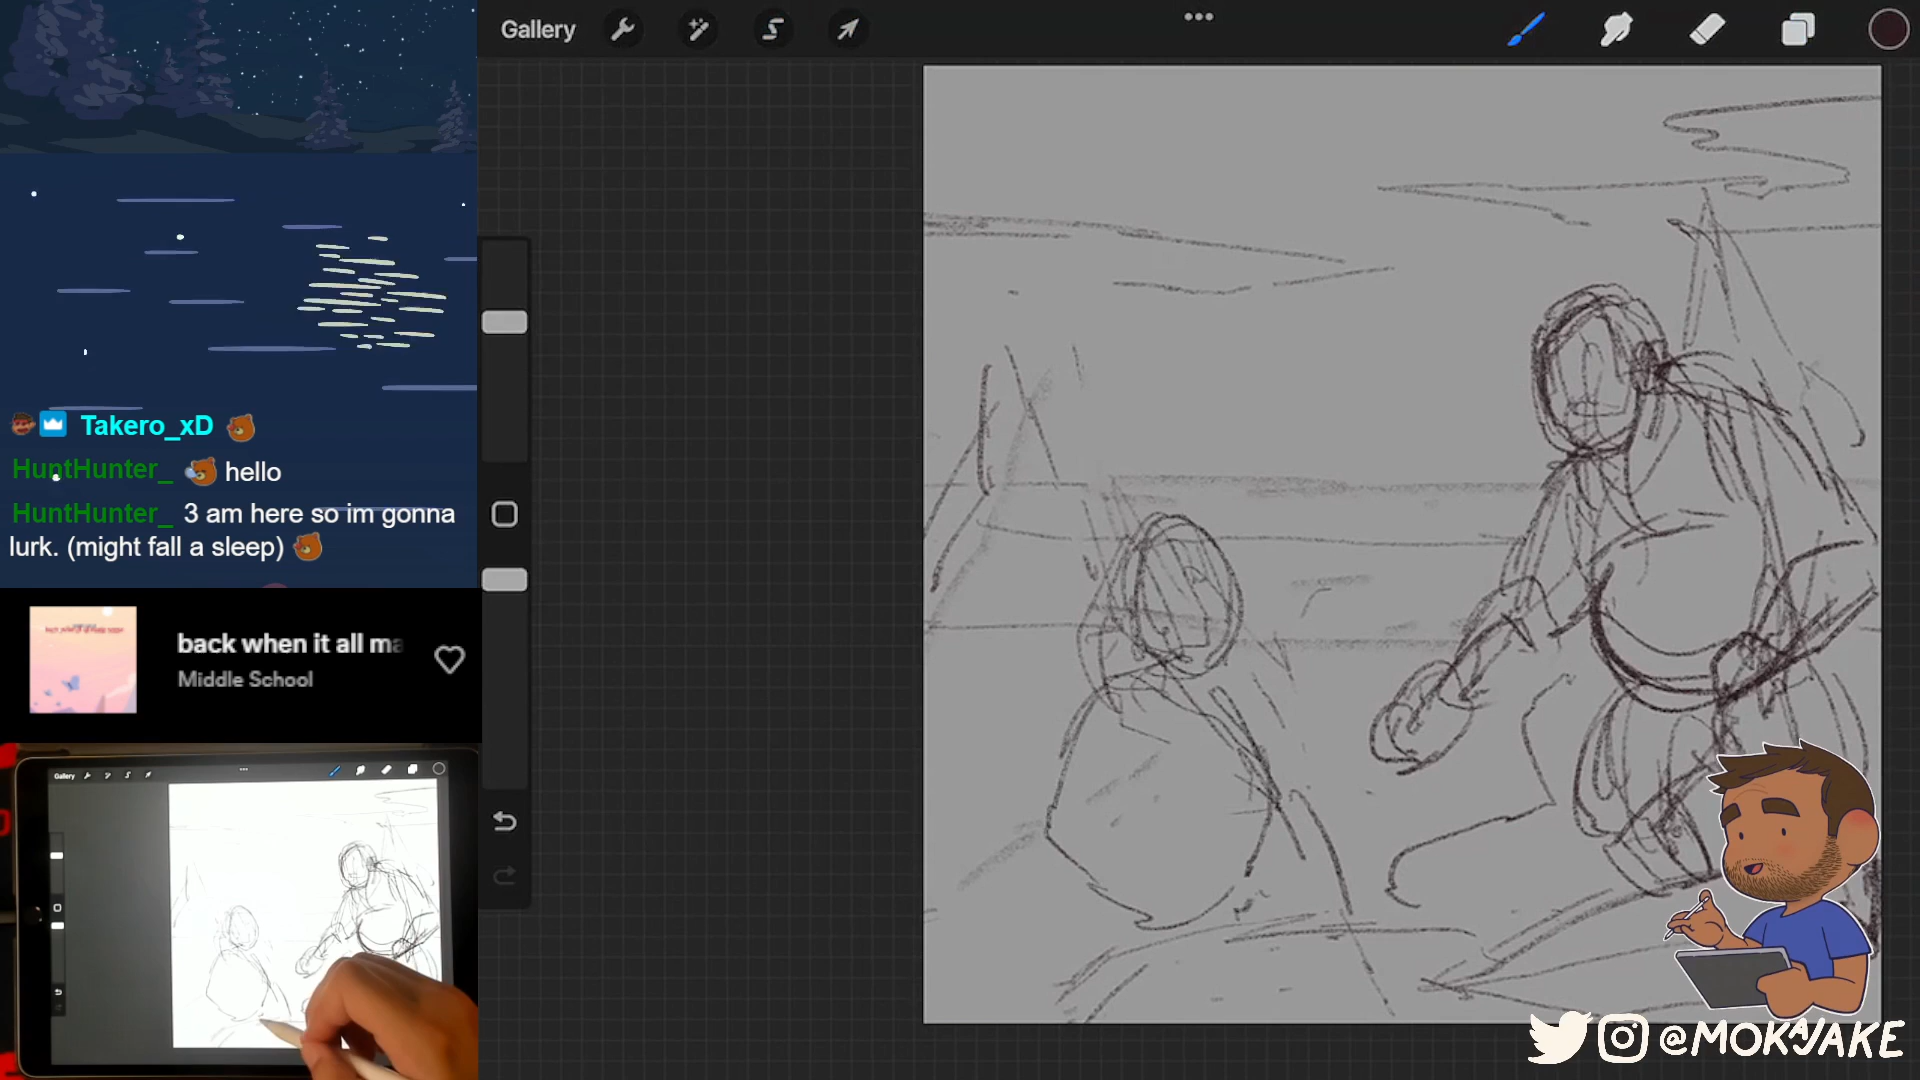 Gallery
Takero_xD
HuntHunter_ hello
HuntHunter_ 3 am here so im gonna
lurk. (might fall a sleep)
back when it all ma
Middle School
Gallery
@MOKAJAKE